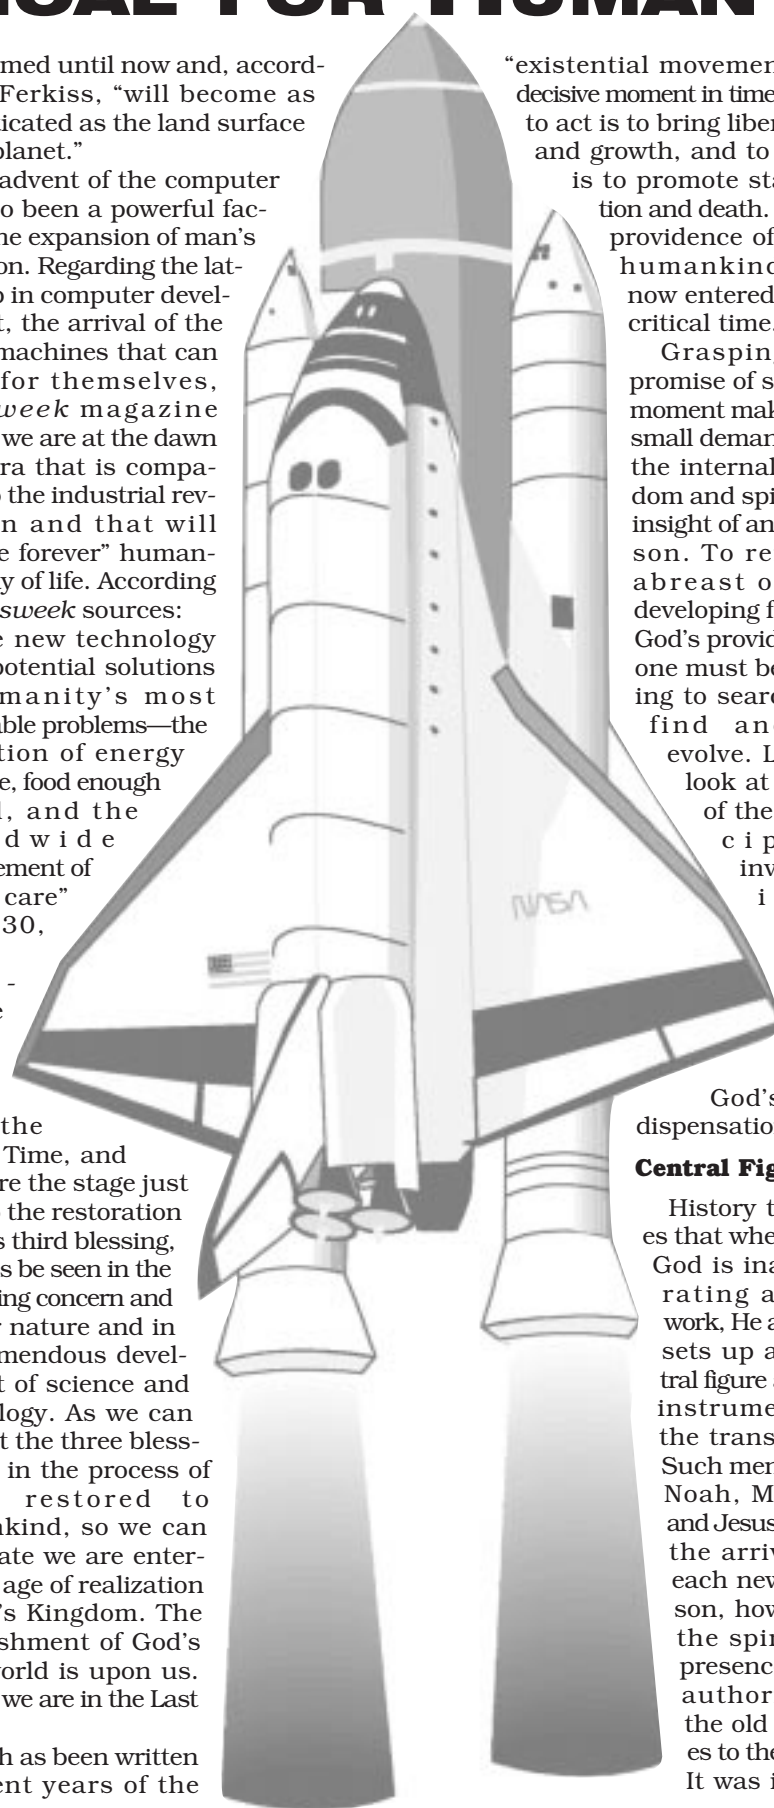 ICAL FOR HUMAN
med until now and, accord-
Ferkiss, “will become as
icated as the land surface
planet.”
advent of the computer
o been a powerful fac-
ne expansion of man's
on. Regarding the lat-
p in computer devel-
t, the arrival of the
machines that can
for themselves,
week magazine
we are at the dawn
ra that is compa-
o the industrial rev-
n and that will
e forever” human-
y of life. According
sweek sources:
e new technology
potential solutions
manity's most
able problems—the
tion of energy
e, food enough
l, and the
dwide
ement of
care”
30,
-
e
the
Time, and
re the stage just
o the restoration
s third blessing,
s be seen in the
ing concern and
r nature and in
mendous devel-
t of science and
logy. As we can
t the three bless-
in the process of
restored to
nkind, so we can
ate we are enter-
age of realization
's Kingdom. The
shment of God's
world is upon us.
we are in the Last
h as been written
ent years of the
“existential movemen
decisive moment in time
to act is to bring liber
and growth, and to
is to promote sta
tion and death.
providence of
humankind
now entered
critical time.
Grasping
promise of s
moment mak
small deman
the internal
dom and spi
insight of an
son. To re
abreast o
developing f
God's provid
one must be
ing to searc
find and
evolve. L
look at
of the
cip
inv
i
NASA
God's
dispensatio
Central Fig
History t
es that whe
God is ina
rating a
work, He a
sets up a
tral figure
instrume
the trans
Such men
Noah, M
and Jesus
the arriv
each new
son, how
the spir
presenc
author
the old
es to the
It was i